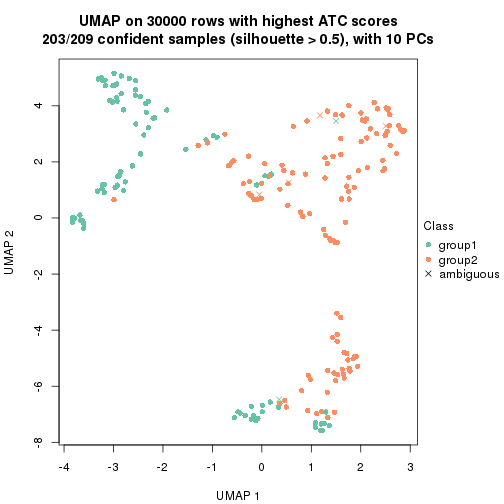 UMAP on 30000 rows with highest ATC scores
203/209 confident samples (silhouette > 0.5), with 10 PCs
4
2
0
-2
-4
-6
-8
UMAP 2
-4
-3
-2
-1
0
1
2
3
UMAP 1
Class
group1
group2
ambiguous